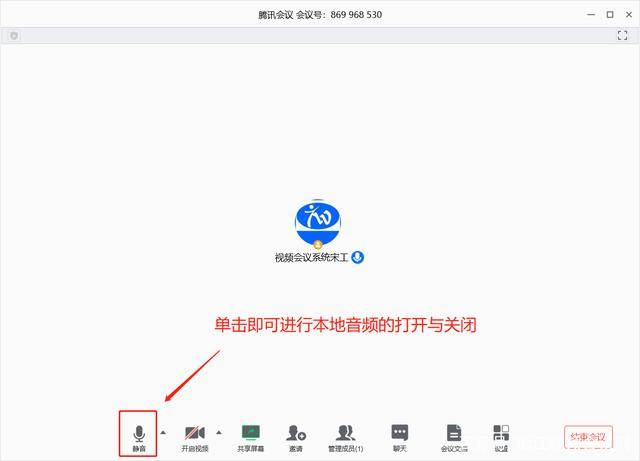 腾讯会议 会议号：869 968 530
视频会议系统宋工
单击即可进行本地音频的打开与关闭
静音
开启视频
共享屏幕
邀请
管理成员(1)
聊天
会议文档
设置
结束会议